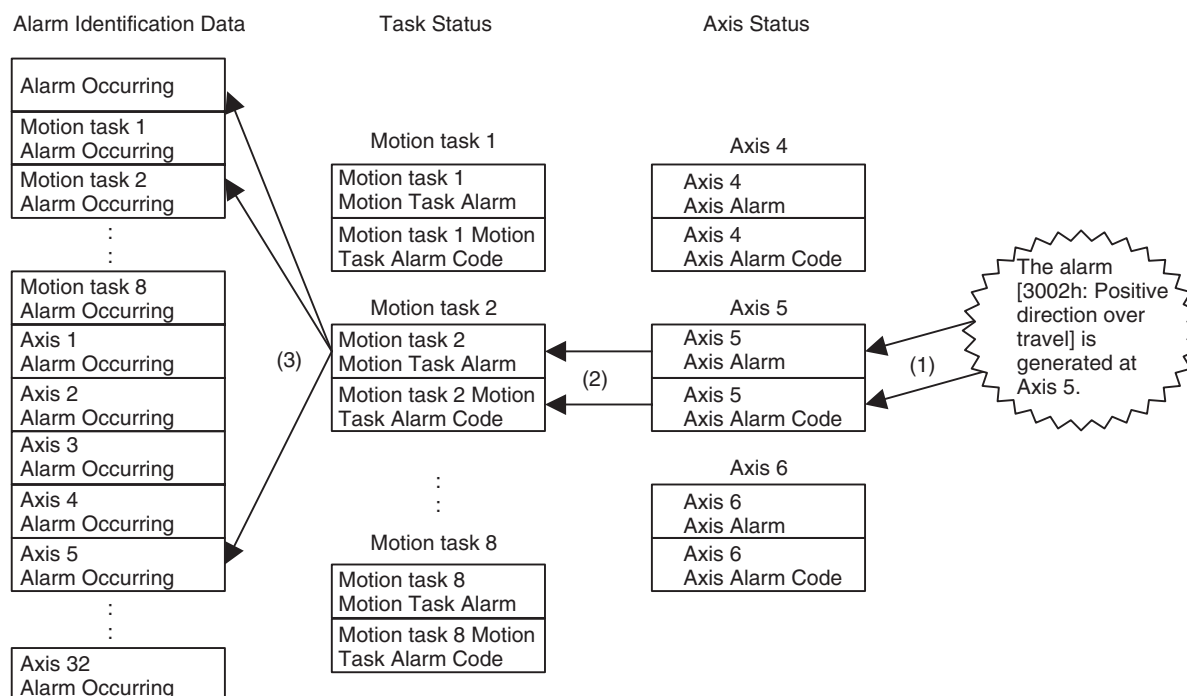 Alarm Identification Data
Task Status
Axis Status
Alarm Occurring
Motion task 1
Alarm Occurring
Motion task 2
Alarm Occurring
:
:
Motion task 8
Alarm Occurring
Axis 1
Alarm Occurring
Axis 2
Alarm Occurring
Axis 3
Alarm Occurring
Axis 4
Alarm Occurring
Axis 5
Alarm Occurring
:
:
Axis 32
Alarm Occurring
(3)
Motion task 1
Motion task 1
Motion Task Alarm
Motion task 1 Motion
Task Alarm Code
Motion task 2
Motion task 2
Motion Task Alarm
Motion task 2 Motion
Task Alarm Code
:
:
Motion task 8
Motion task 8
Motion Task Alarm
Motion task 8 Motion
Task Alarm Code
(2)
Axis 4
Axis 4
Axis Alarm
Axis 4
Axis Alarm Code
Axis 5
Axis 5
Axis Alarm
Axis 5
Axis Alarm Code
Axis 6
Axis 6
Axis Alarm
Axis 6
Axis Alarm Code
(1)
The alarm
[3002h: Positive
direction over
travel] is
generated at
Axis 5.